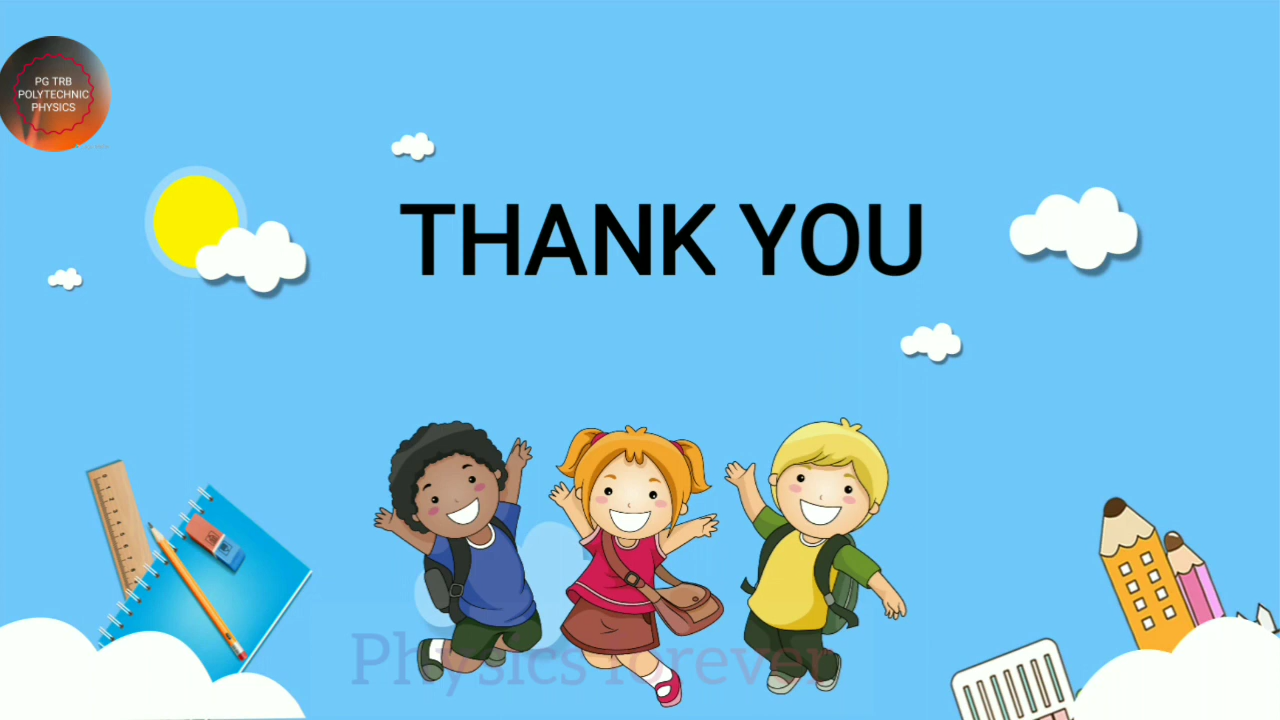 PG TRB
POLYTECHNIC
PHYSICS
THANK YOU
Physics forever